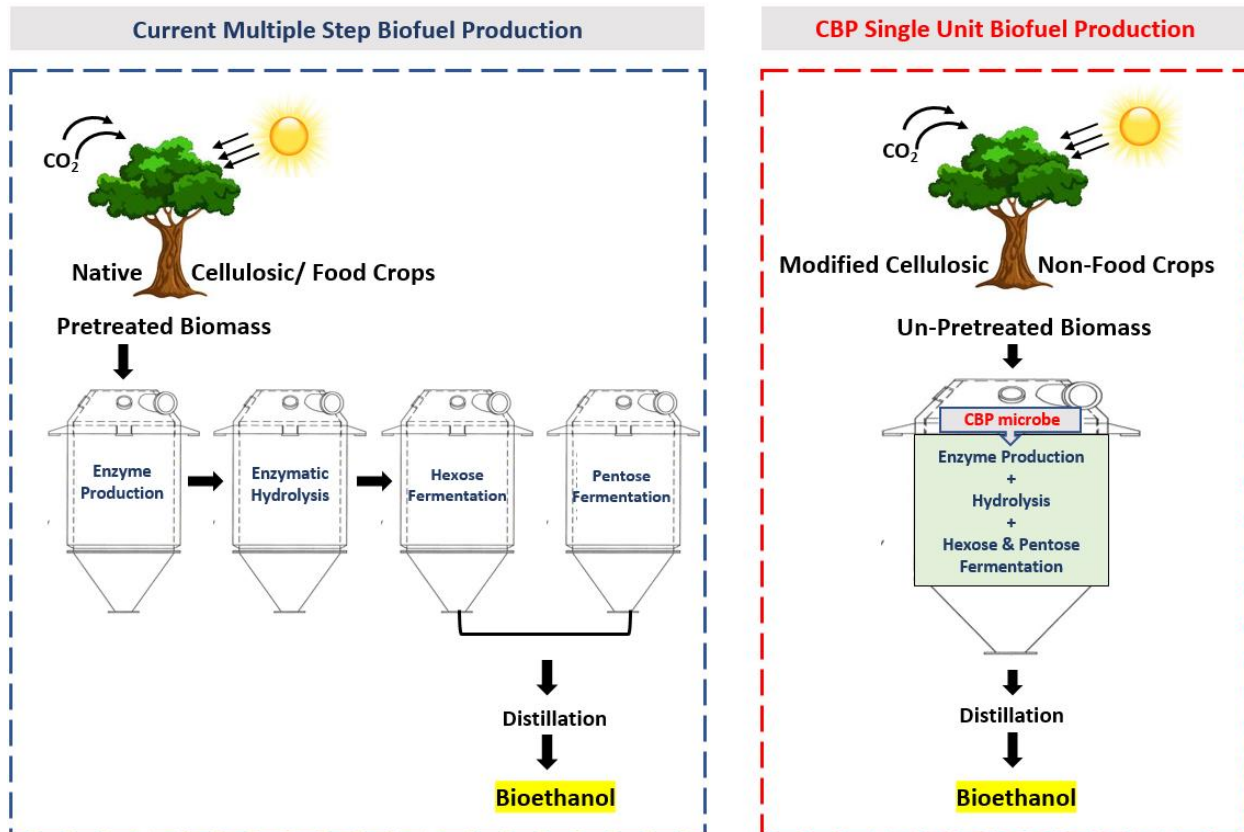 Current Multiple Step Biofuel Production
CO2
Native Cellulosic/ Food Crops
Pretreated Biomass
Enzyme
Production
Enzymatic
Hydrolysis
Hexose
Fermentation
Pentose
Fermentation
Distillation
Bioethanol
CBP Single Unit Biofuel Production
CO2
Modified Cellulosic Non-Food Crops
Un-Pretreated Biomass
CBP microbe
Enzyme Production
+
Hydrolysis
+
Hexose & Pentose
Fermentation
Distillation
Bioethanol